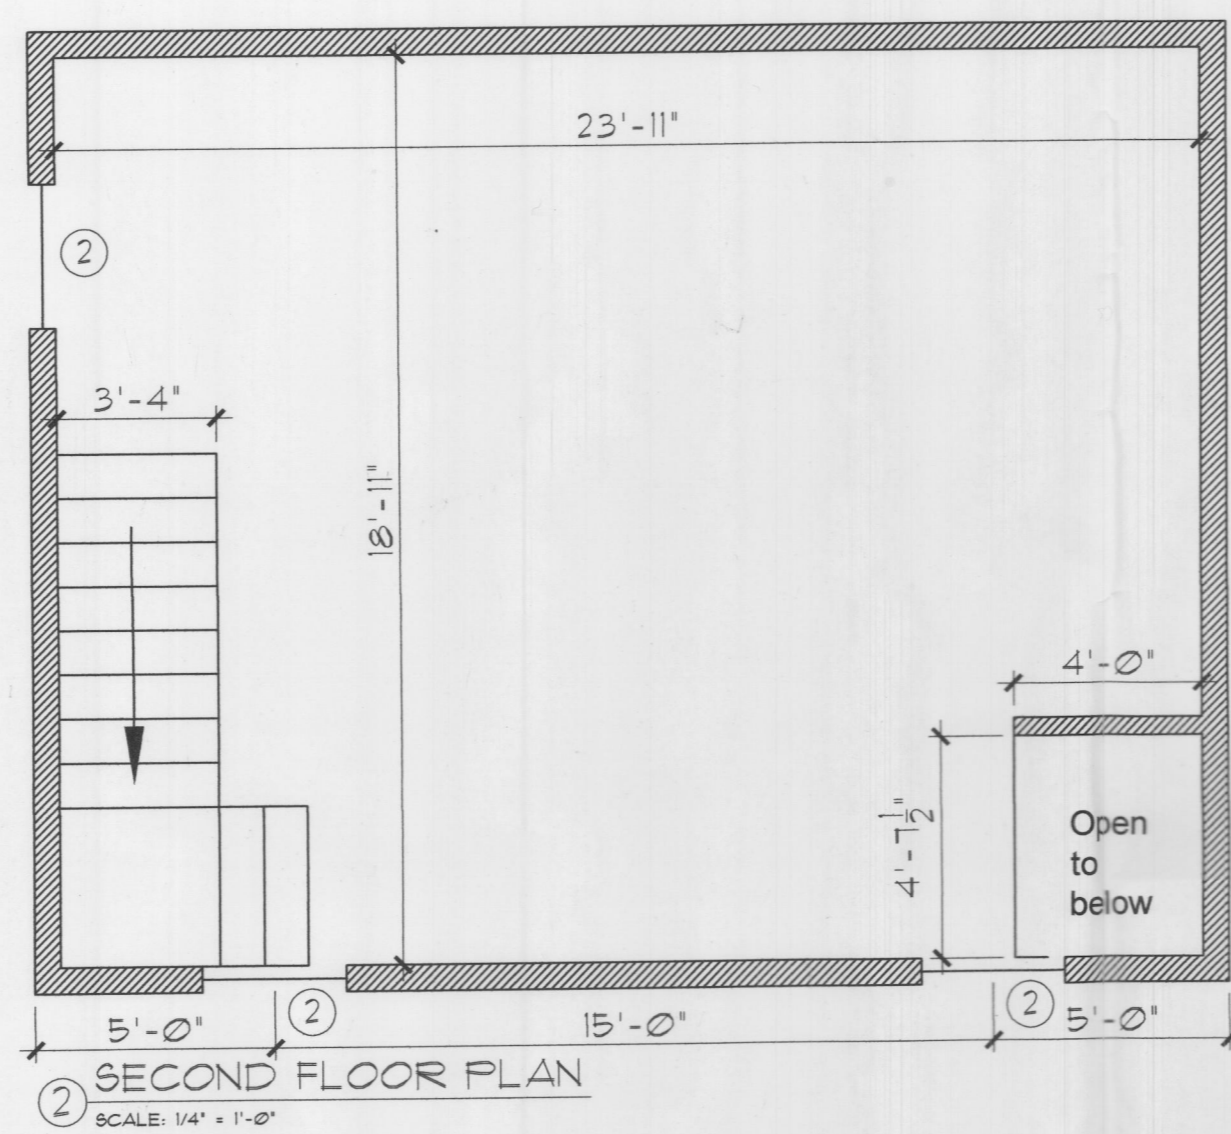 23'-11"
2
3'-4"
18'-11"
4'-0"
4'-7 1/2"
Open
to
below
5'-0"
2
15'-0"
2
5'-0"
2 SECOND FLOOR PLAN
SCALE: 1/4" = 1'-0"